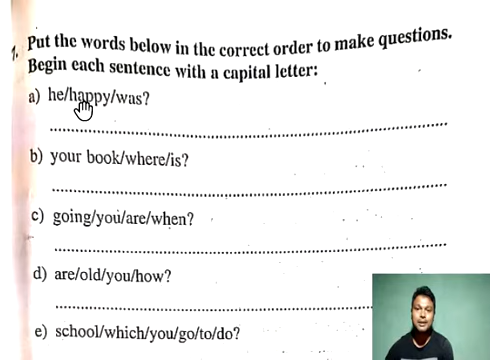 1. Put the words below in the correct order to make questions.
Begin each sentence with a capital letter:
a) he/happy/was?
b) your book/where/is?
c) going/you/are/when?
d) are/old/you/how?
e) school/which/you/go/to/do?